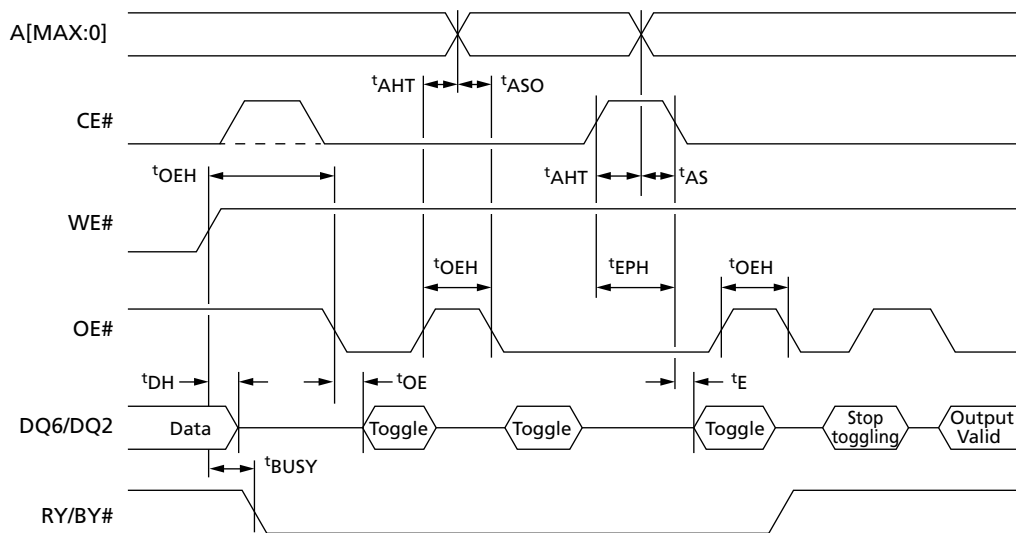 A[MAX:0]
tAHT
tASO
CE#
tOEH
tAHT
tAS
WE#
tOEH
tEPH
tOEH
OE#
tDH
tOE
tE
DQ6/DQ2
Data
Toggle
Toggle
Toggle
Stop
toggling
Output
Valid
tBUSY
RY/BY#